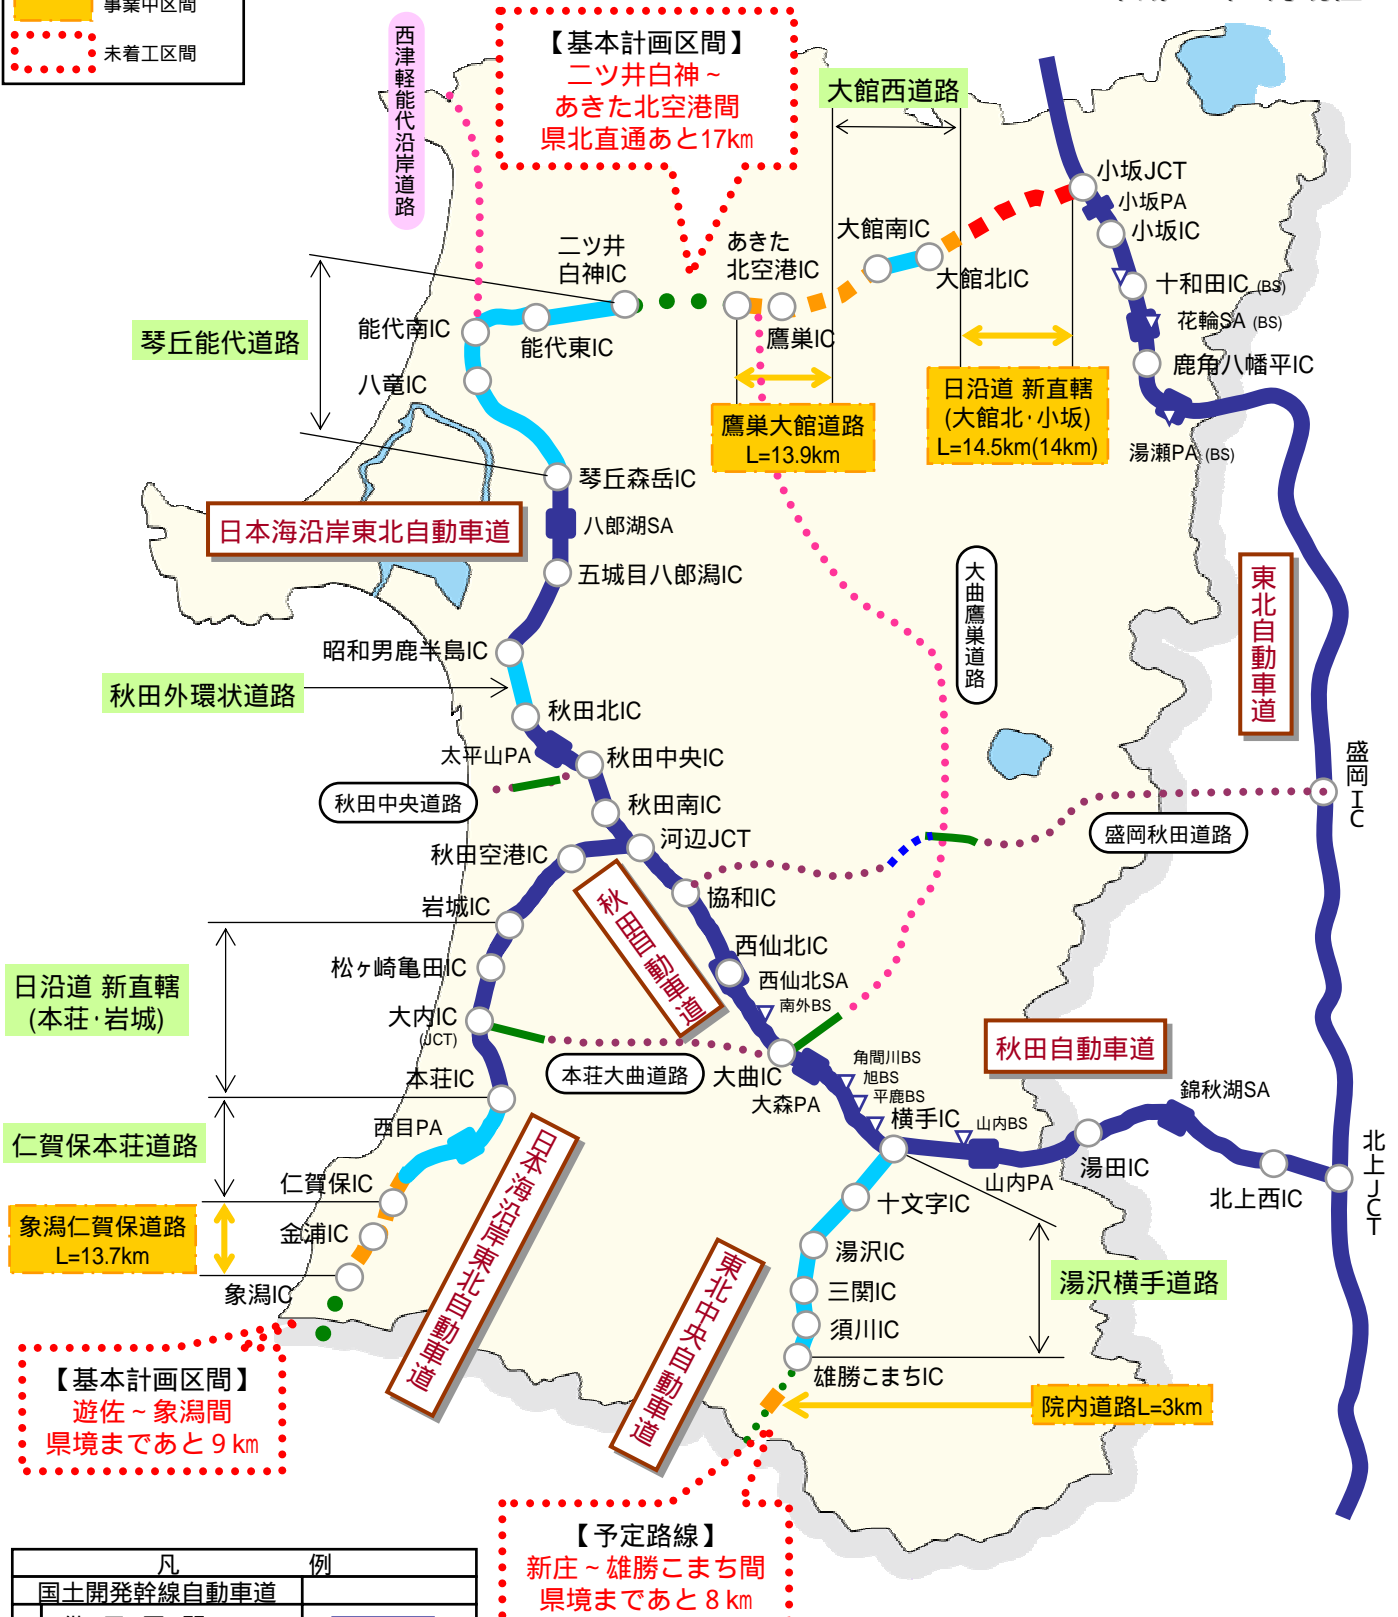 事業中区間
未着工区間
西津軽能代沿岸道路
【基本計画区間】
二ツ井白神~
あきた北空港間
県北直通あと17km
大館西道路
小坂JCT
小坂PA
小坂IC
大館南IC
大館北IC
あきた
北空港IC
二ツ井
白神IC
十和田IC (BS)
花輪SA (BS)
鹿角八幡平IC
湯瀬PA (BS)
琴丘能代道路
能代南IC
能代東IC
鷹巣IC
八竜IC
鷹巣大館道路
L=13.9km
日沿道 新直轄
(大館北・小坂)
L=14.5km(14km)
琴丘森岳IC
日本海沿岸東北自動車道
八郎湖SA
五城目八郎潟IC
大曲鷹巣道路
東北自動車道
昭和男鹿半島IC
秋田外環状道路
秋田北IC
太平山PA
秋田中央IC
秋田中央道路
秋田南IC
盛岡IC
盛岡秋田道路
河辺JCT
秋田空港IC
協和IC
秋田自動車道
岩城IC
西仙北IC
西仙北SA
南外BS
松ヶ崎亀田IC
日沿道 新直轄
(本荘・岩城)
大内IC
(JCT)
本荘大曲道路
大曲IC
大森PA
角間川BS
旭BS
平鹿BS
横手IC
山内BS
山内PA
秋田自動車道
錦秋湖SA
湯田IC
北上西IC
北上JCT
本荘IC
西目PA
仁賀保本荘道路
仁賀保IC
象潟仁賀保道路
L=13.7km
金浦IC
象潟IC
日本海沿岸東北自動車道
十文字IC
湯沢IC
三関IC
須川IC
雄勝こまちIC
湯沢横手道路
東北中央自動車道
院内道路L=3km
【基本計画区間】
遊佐~象潟間
県境まであと９km
【予定路線】
新庄~雄勝こまち間
県境まであと８km
凡 例
国土開発幹線自動車道